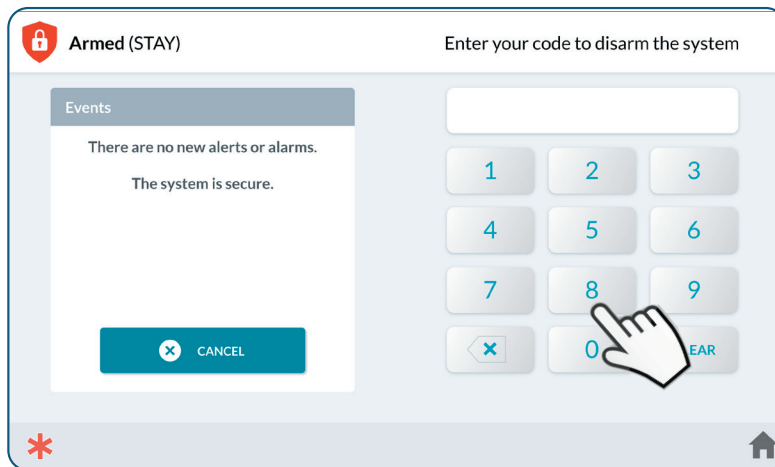 Armed (STAY)
Enter your code to disarm the system
Events
There are no new alerts or alarms.
The system is secure.
CANCEL
1 2 3
4 5 6
7 8 9
0 EAR